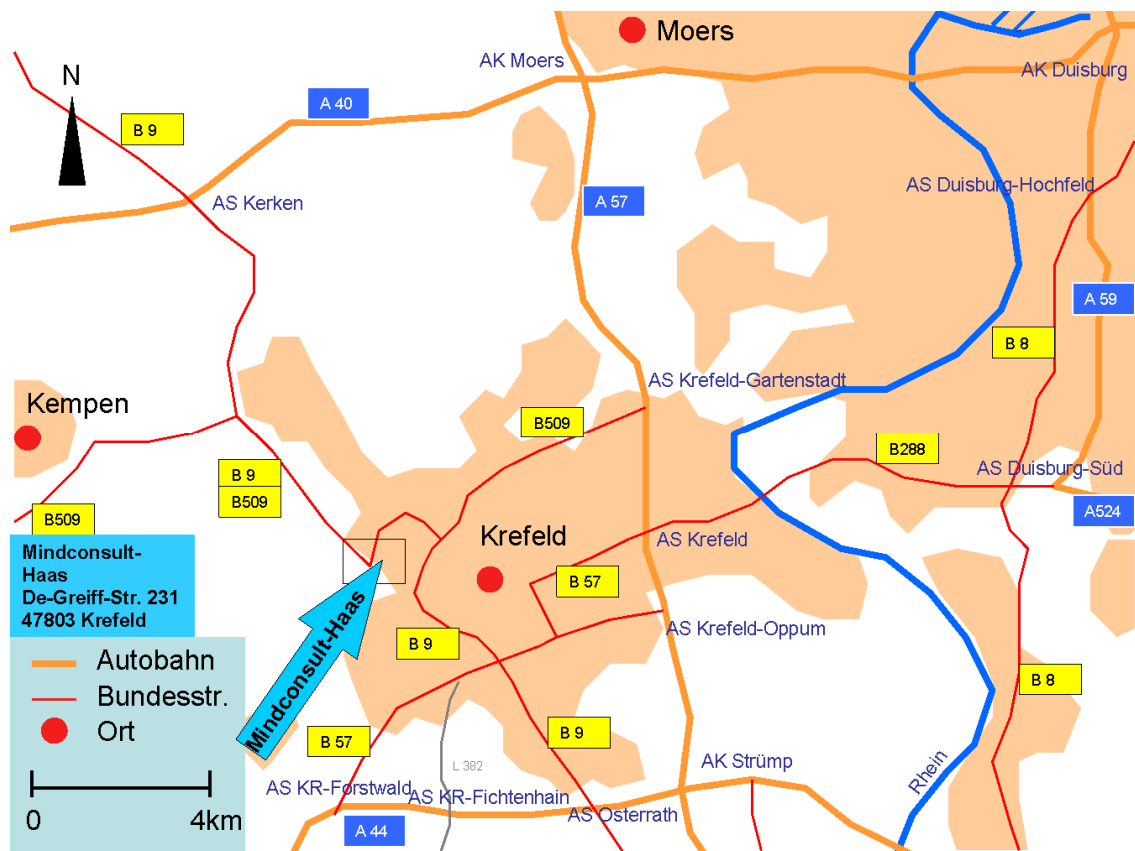 Moers
AK Moers
AK Duisburg
N
A 40
B 9
AS Duisburg-Hochfeld
AS Kerken
A 57
A 59
B 8
AS Krefeld-Gartenstadt
Kempen
B509
B288
B 9
B509
AS Duisburg-Süd
B509
A524
Krefeld
AS Krefeld
Mindconsult-
Haas
De-Greiff-Str. 231
47803 Krefeld
B 57
AS Krefeld-Oppum
B 9
Mindconsult-Haas
Autobahn
Bundesstr.
Ort
B 8
B 57
B 9
L 382
AK Strümp
Rhein
AS KR-Forstwald
AS KR-Fichtenhain
AS Osterrath
0
4km
A 44